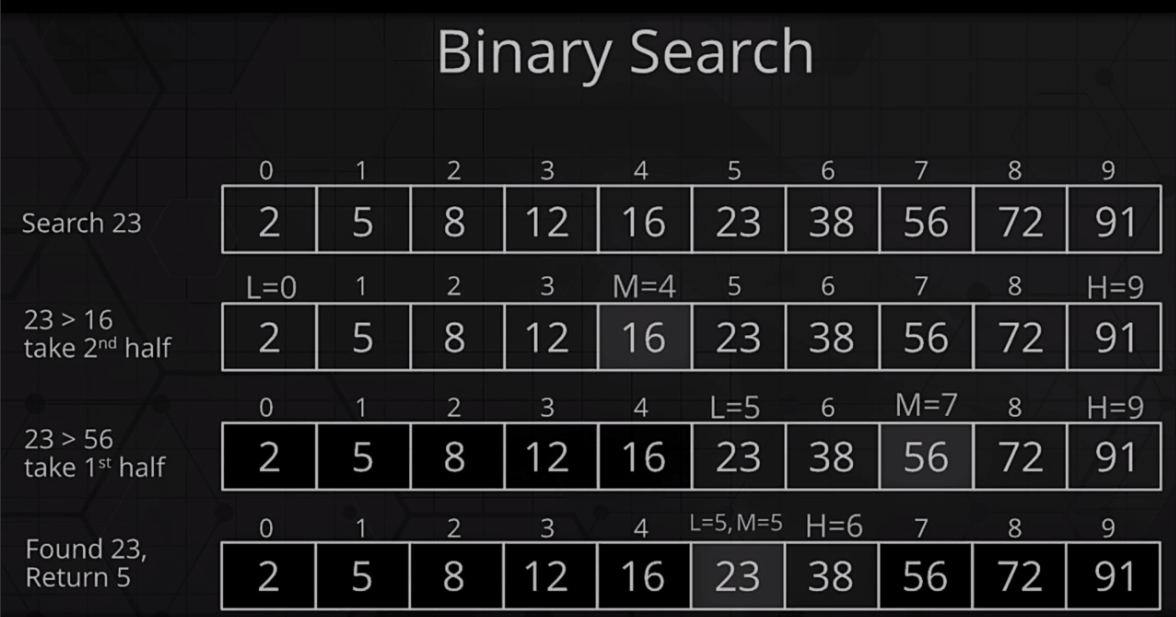 Binary Search
0 1 2 3 4 5 6 7 8 9
Search 23
2 5 8 12 16 23 38 56 72 91
L=0 1 2 3 M=4 5 6 7 8 H=9
23 > 16
take 2nd half
2 5 8 12 16 23 38 56 72 91
0 1 2 3 4 L=5 6 M=7 8 H=9
23 > 56
take 1st half
2 5 8 12 16 23 38 56 72 91
0 1 2 3 4 L=5, M=5 H=6 7 8 9
Found 23,
Return 5
2 5 8 12 16 23 38 56 72 91